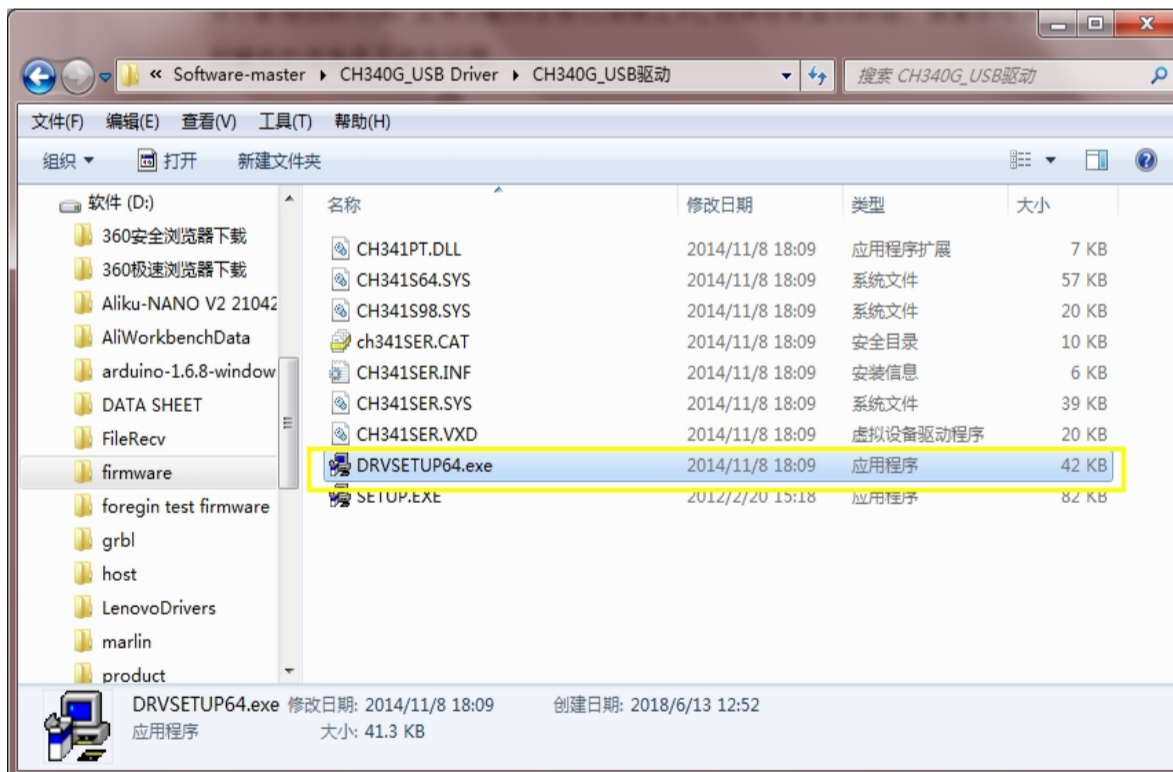 « Software-master ▸ CH340G_USB Driver ▸ CH340G_USB驱动 搜索 CH340G_USB驱动
文件(F) 编辑(E) 查看(V) 工具(T) 帮助(H)
组织 打开 新建文件夹
软件 (D:)
360安全浏览器下载
360极速浏览器下载
Aliku-NANO V2 21042
AliWorkbenchData
arduino-1.6.8-window
DATA SHEET
FileRecv
firmware
foregin test firmware
grbl
host
LenovoDrivers
marlin
product
名称 修改日期 类型 大小
CH341PT.DLL 2014/11/8 18:09 应用程序扩展 7 KB
CH341S64.SYS 2014/11/8 18:09 系统文件 57 KB
CH341S98.SYS 2014/11/8 18:09 系统文件 20 KB
ch341SER.CAT 2014/11/8 18:09 安全目录 10 KB
CH341SER.INF 2014/11/8 18:09 安装信息 6 KB
CH341SER.SYS 2014/11/8 18:09 系统文件 39 KB
CH341SER.VXD 2014/11/8 18:09 虚拟设备驱动程序 20 KB
DRVSETUP64.exe 2014/11/8 18:09 应用程序 42 KB
SETUP.EXE 2012/2/20 15:18 应用程序 82 KB
DRVSETUP64.exe 修改日期: 2014/11/8 18:09 创建日期: 2018/6/13 12:52
应用程序 大小: 41.3 KB